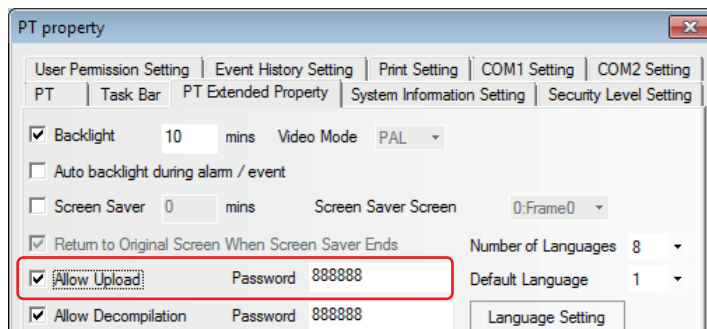 PT property
User Permission Setting Event History Setting Print Setting COM1 Setting COM2 Setting
PT Task Bar PT Extended Property System Information Setting Security Level Setting
Backlight 10 mins Video Mode PAL
Auto backlight during alarm / event
Screen Saver 0 mins Screen Saver Screen 0:Frame0
Return to Original Screen When Screen Saver Ends Number of Languages 8
Allow Upload Password 888888 Default Language 1
Allow Decompilation Password 888888 Language Setting